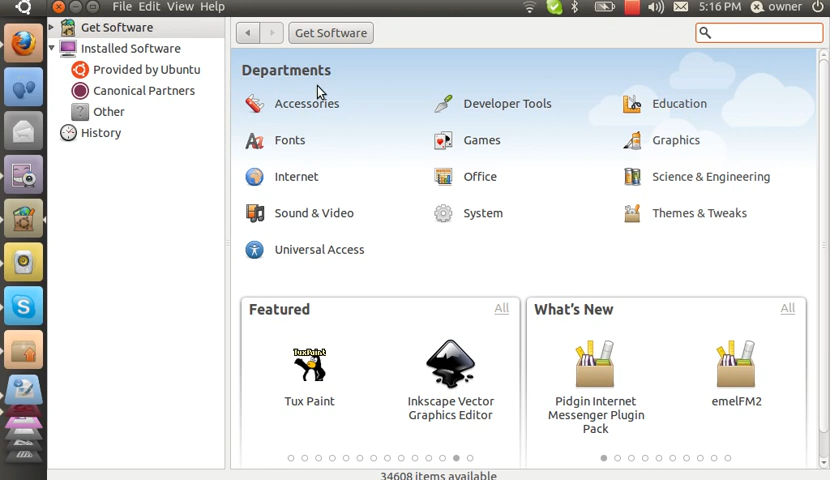 File Edit View Help
5:16 PM
owner
Get Software
Installed Software
Provided by Ubuntu
Canonical Partners
Other
History
Get Software
Departments
Accessories
Developer Tools
Education
Fonts
Games
Graphics
Internet
Office
Science & Engineering
Sound & Video
System
Themes & Tweaks
Universal Access
Featured
All
What's New
All
TuxPaint
Tux Paint
Inkscape Vector
Graphics Editor
Pidgin Internet
Messenger Plugin
Pack
emelFM2
34608 items available